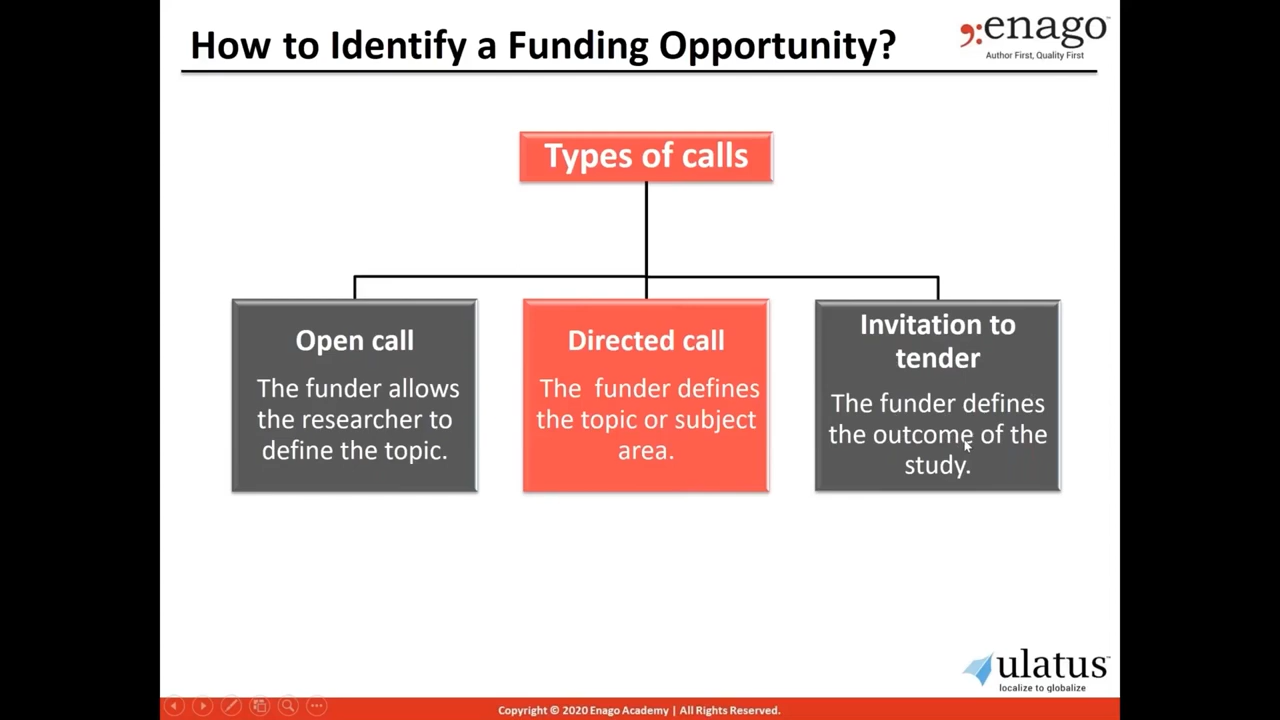 How to Identify a Funding Opportunity?
enago™
Author First, Quality First
Types of calls
Open call
The funder allows
the researcher to
define the topic.
Directed call
The funder defines
the topic or subject
area.
Invitation to
tender
The funder defines
the outcome of the
study.
ulatus™
localize to globalize
Copyright © 2020 Enago Academy | All Rights Reserved.